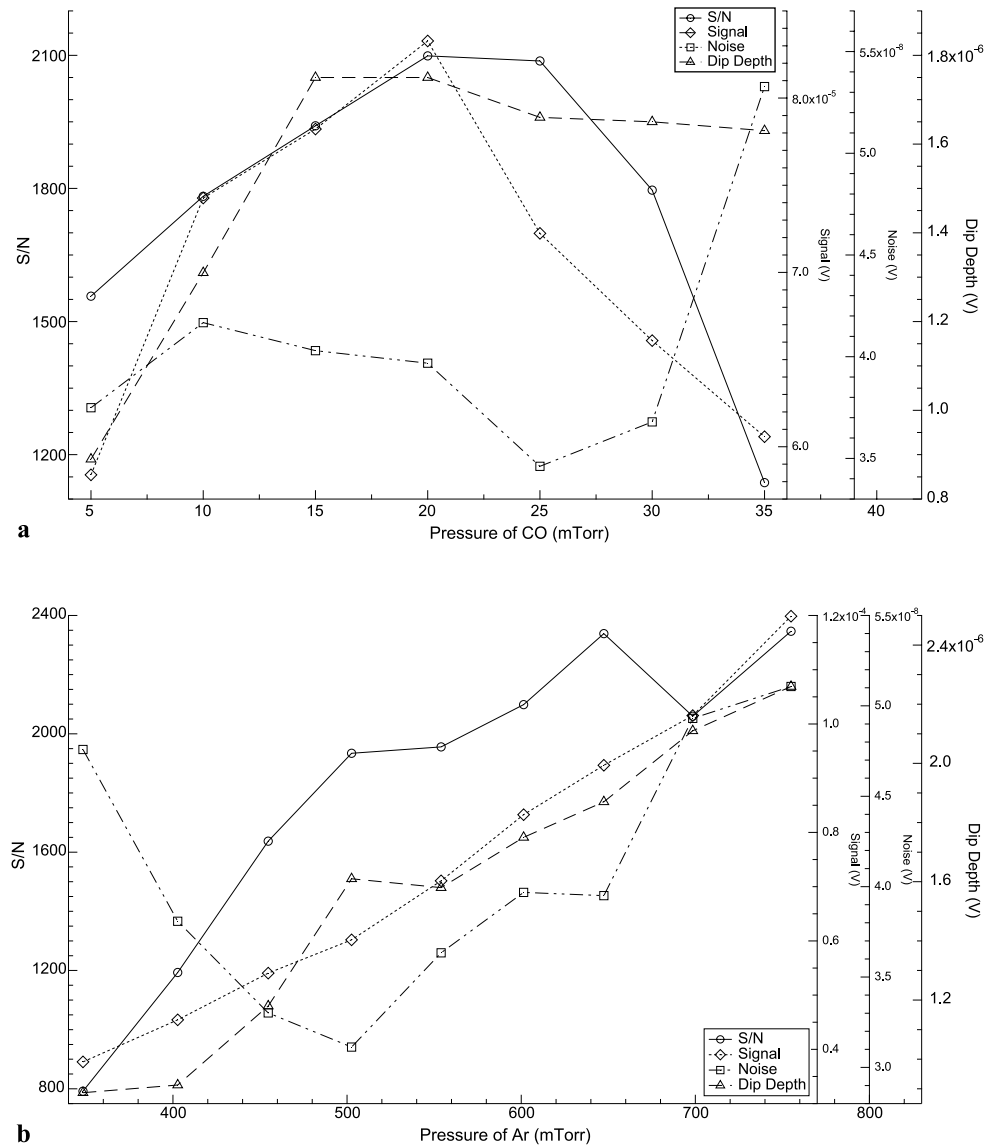 S/N
Signal
Noise
Dip Depth
2100
1800
1500
1200
S/N
8.0x10-5
7.0
6.0
Signal (V)
5.5x10-8
5.0
4.5
4.0
3.5
Noise (V)
1.8x10-6
1.6
1.4
1.2
1.0
0.8
Dip Depth (V)
5 10 15 20 25 30 35 40
Pressure of CO (mTorr)
a
2400
2000
1600
1200
800
S/N
1.2x10-4
1.0
0.8
0.6
0.4
Signal (V)
5.5x10-8
5.0
4.5
4.0
3.5
3.0
Noise (V)
2.4x10-6
2.0
1.6
1.2
Dip Depth (V)
S/N
Signal
Noise
Dip Depth
400 500 600 700 800
Pressure of Ar (mTorr)
b